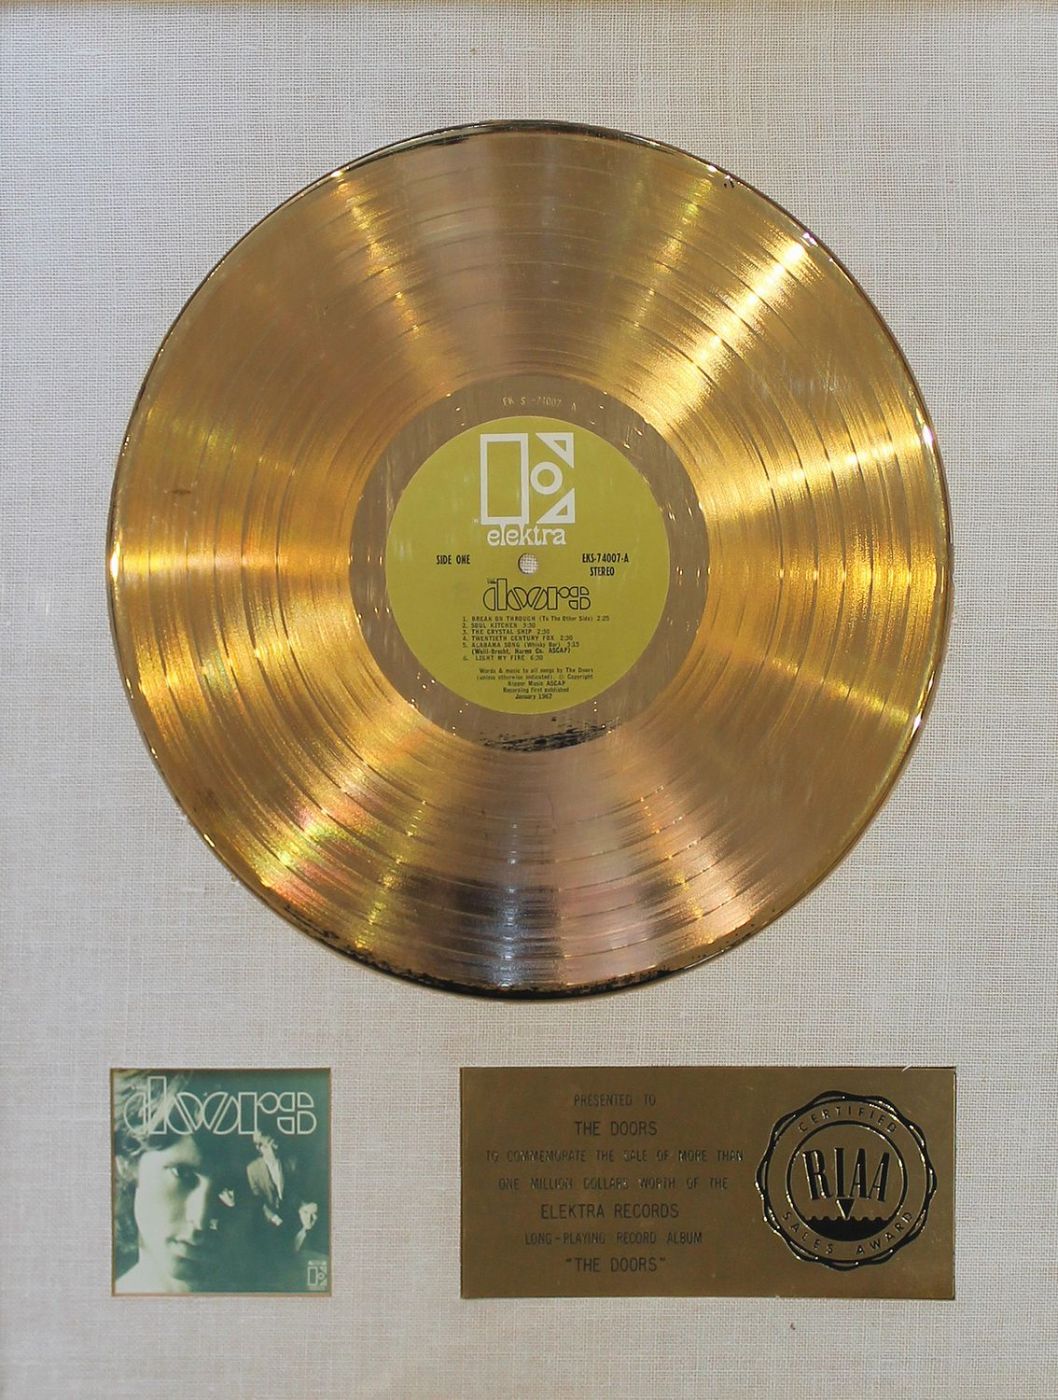 EKS-74007 A
elektra
SIDE ONE
EKS-74007-A
STEREO
THE doors
1. BREAK ON THROUGH (To The Other Side) 2:25
2. SOUL KITCHEN 3:30
3. THE CRYSTAL SHIP 2:30
4. TWENTIETH CENTURY FOX 2:30
5. ALABAMA SONG (Whisky Bar) 3:15
(Weill-Brecht, Harms Co. ASCAP)
6. LIGHT MY FIRE 6:30
Words & music to all songs by The Doors
(unless otherwise indicated). © Copyright
Nipper Music ASCAP
Recording first published
January 1967
THE doors
PRESENTED TO
THE DOORS
TO COMMEMORATE THE SALE OF MORE THAN
ONE MILLION DOLLARS WORTH OF THE
ELEKTRA RECORDS
LONG-PLAYING RECORD ALBUM
"THE DOORS"
CERTIFIED
RIAA
SALES AWARD